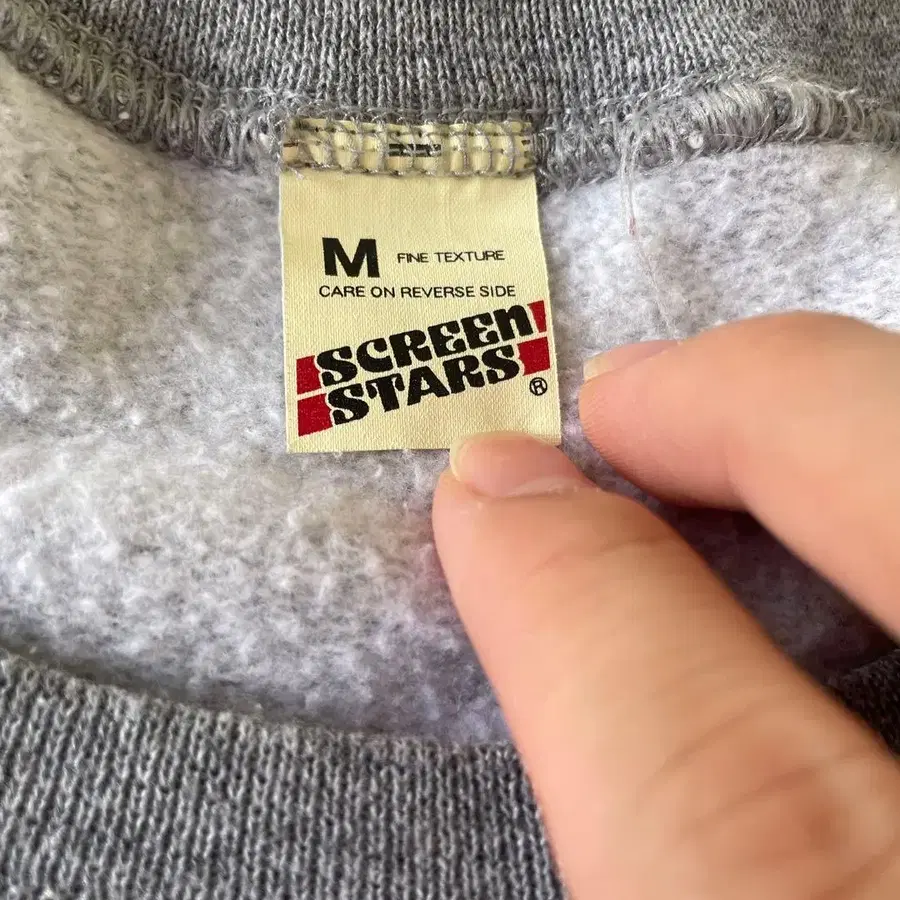 M FINE TEXTURE
CARE ON REVERSE SIDE
SCREEN
STARS ®